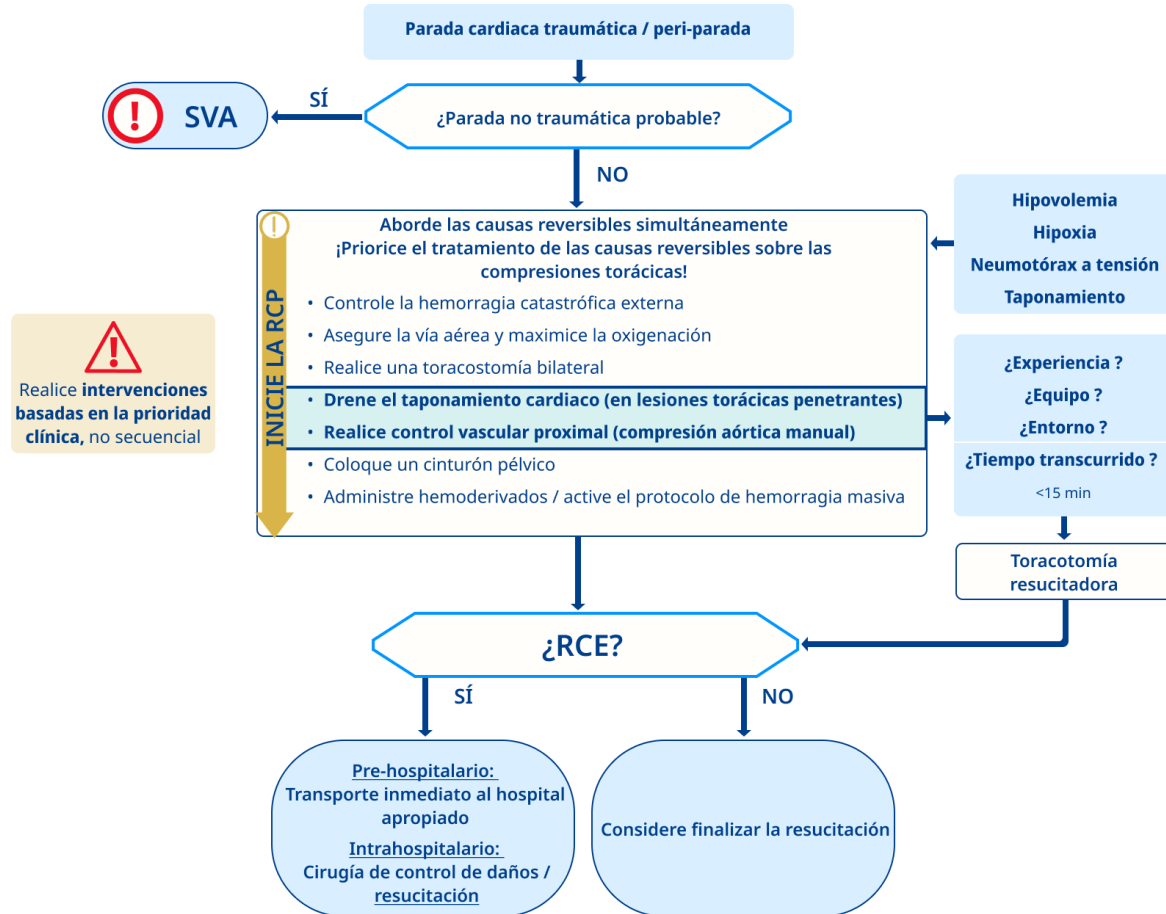 Parada cardiaca traumática / peri-parada
SÍ
SVA
¿Parada no traumática probable?
NO
Hipovolemia
Hipoxia
Neumotórax a tensión
Taponamiento
INICIE LA RCP
Aborde las causas reversibles simultáneamente
¡Priorice el tratamiento de las causas reversibles sobre las
compresiones torácicas!
• Controle la hemorragia catastrófica externa
• Asegure la vía aérea y maximice la oxigenación
• Realice una toracostomía bilateral
• Drene el taponamiento cardiaco (en lesiones torácicas penetrantes)
• Realice control vascular proximal (compresión aórtica manual)
• Coloque un cinturón pélvico
• Administre hemoderivados / active el protocolo de hemorragia masiva
Realice intervenciones
basadas en la prioridad
clínica, no secuencial
¿Experiencia ?
¿Equipo ?
¿Entorno ?
¿Tiempo transcurrido ?
<15 min
Toracotomía
resucitadora
¿RCE?
SÍ
NO
Pre-hospitalario:
Transporte inmediato al hospital
apropiado
Intrahospitalario:
Cirugía de control de daños /
resucitación
Considere finalizar la resucitación